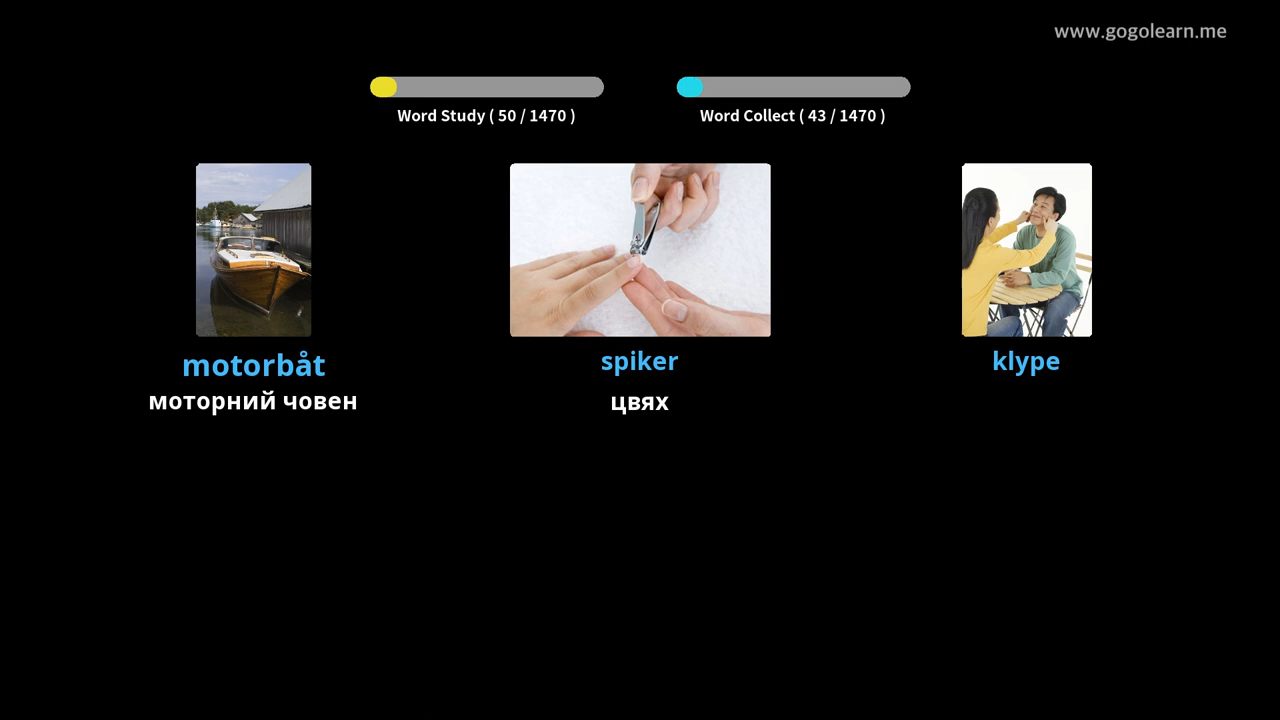 www.gogolearn.me
Word Study ( 50 / 1470 )
Word Collect ( 43 / 1470 )
motorbåt
моторний човен
spiker
цвях
klype